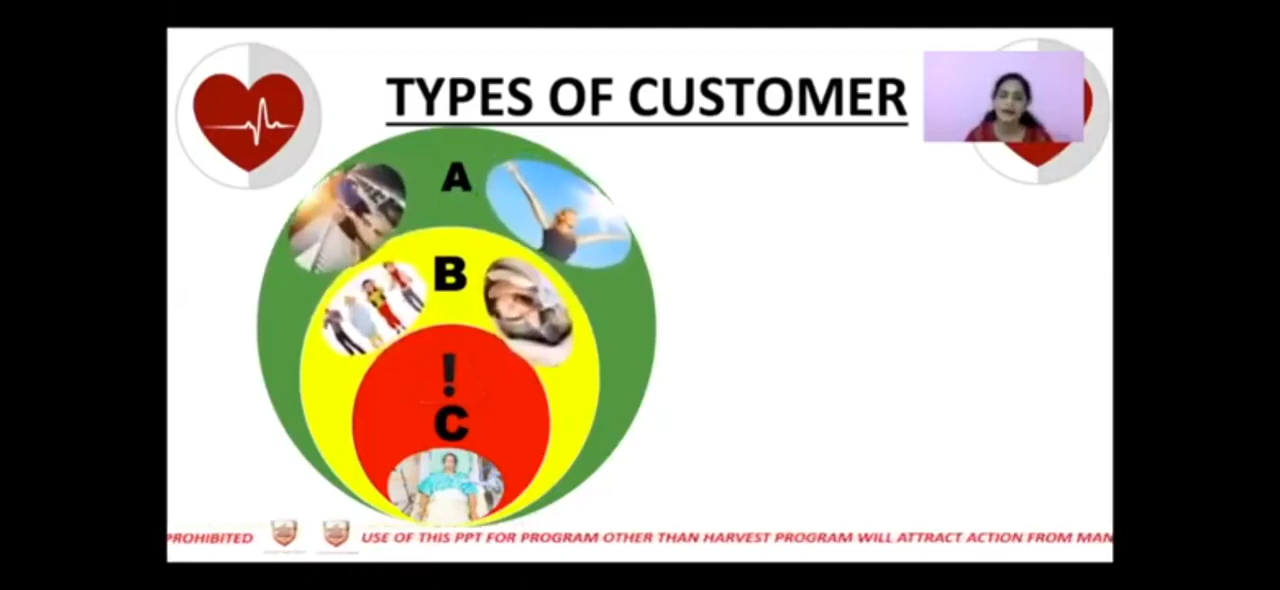 TYPES OF CUSTOMER
A
B
!
C
PROHIBITED USE OF THIS PPT FOR PROGRAM OTHER THAN HARVEST PROGRAM WILL ATTRACT ACTION FROM MAN